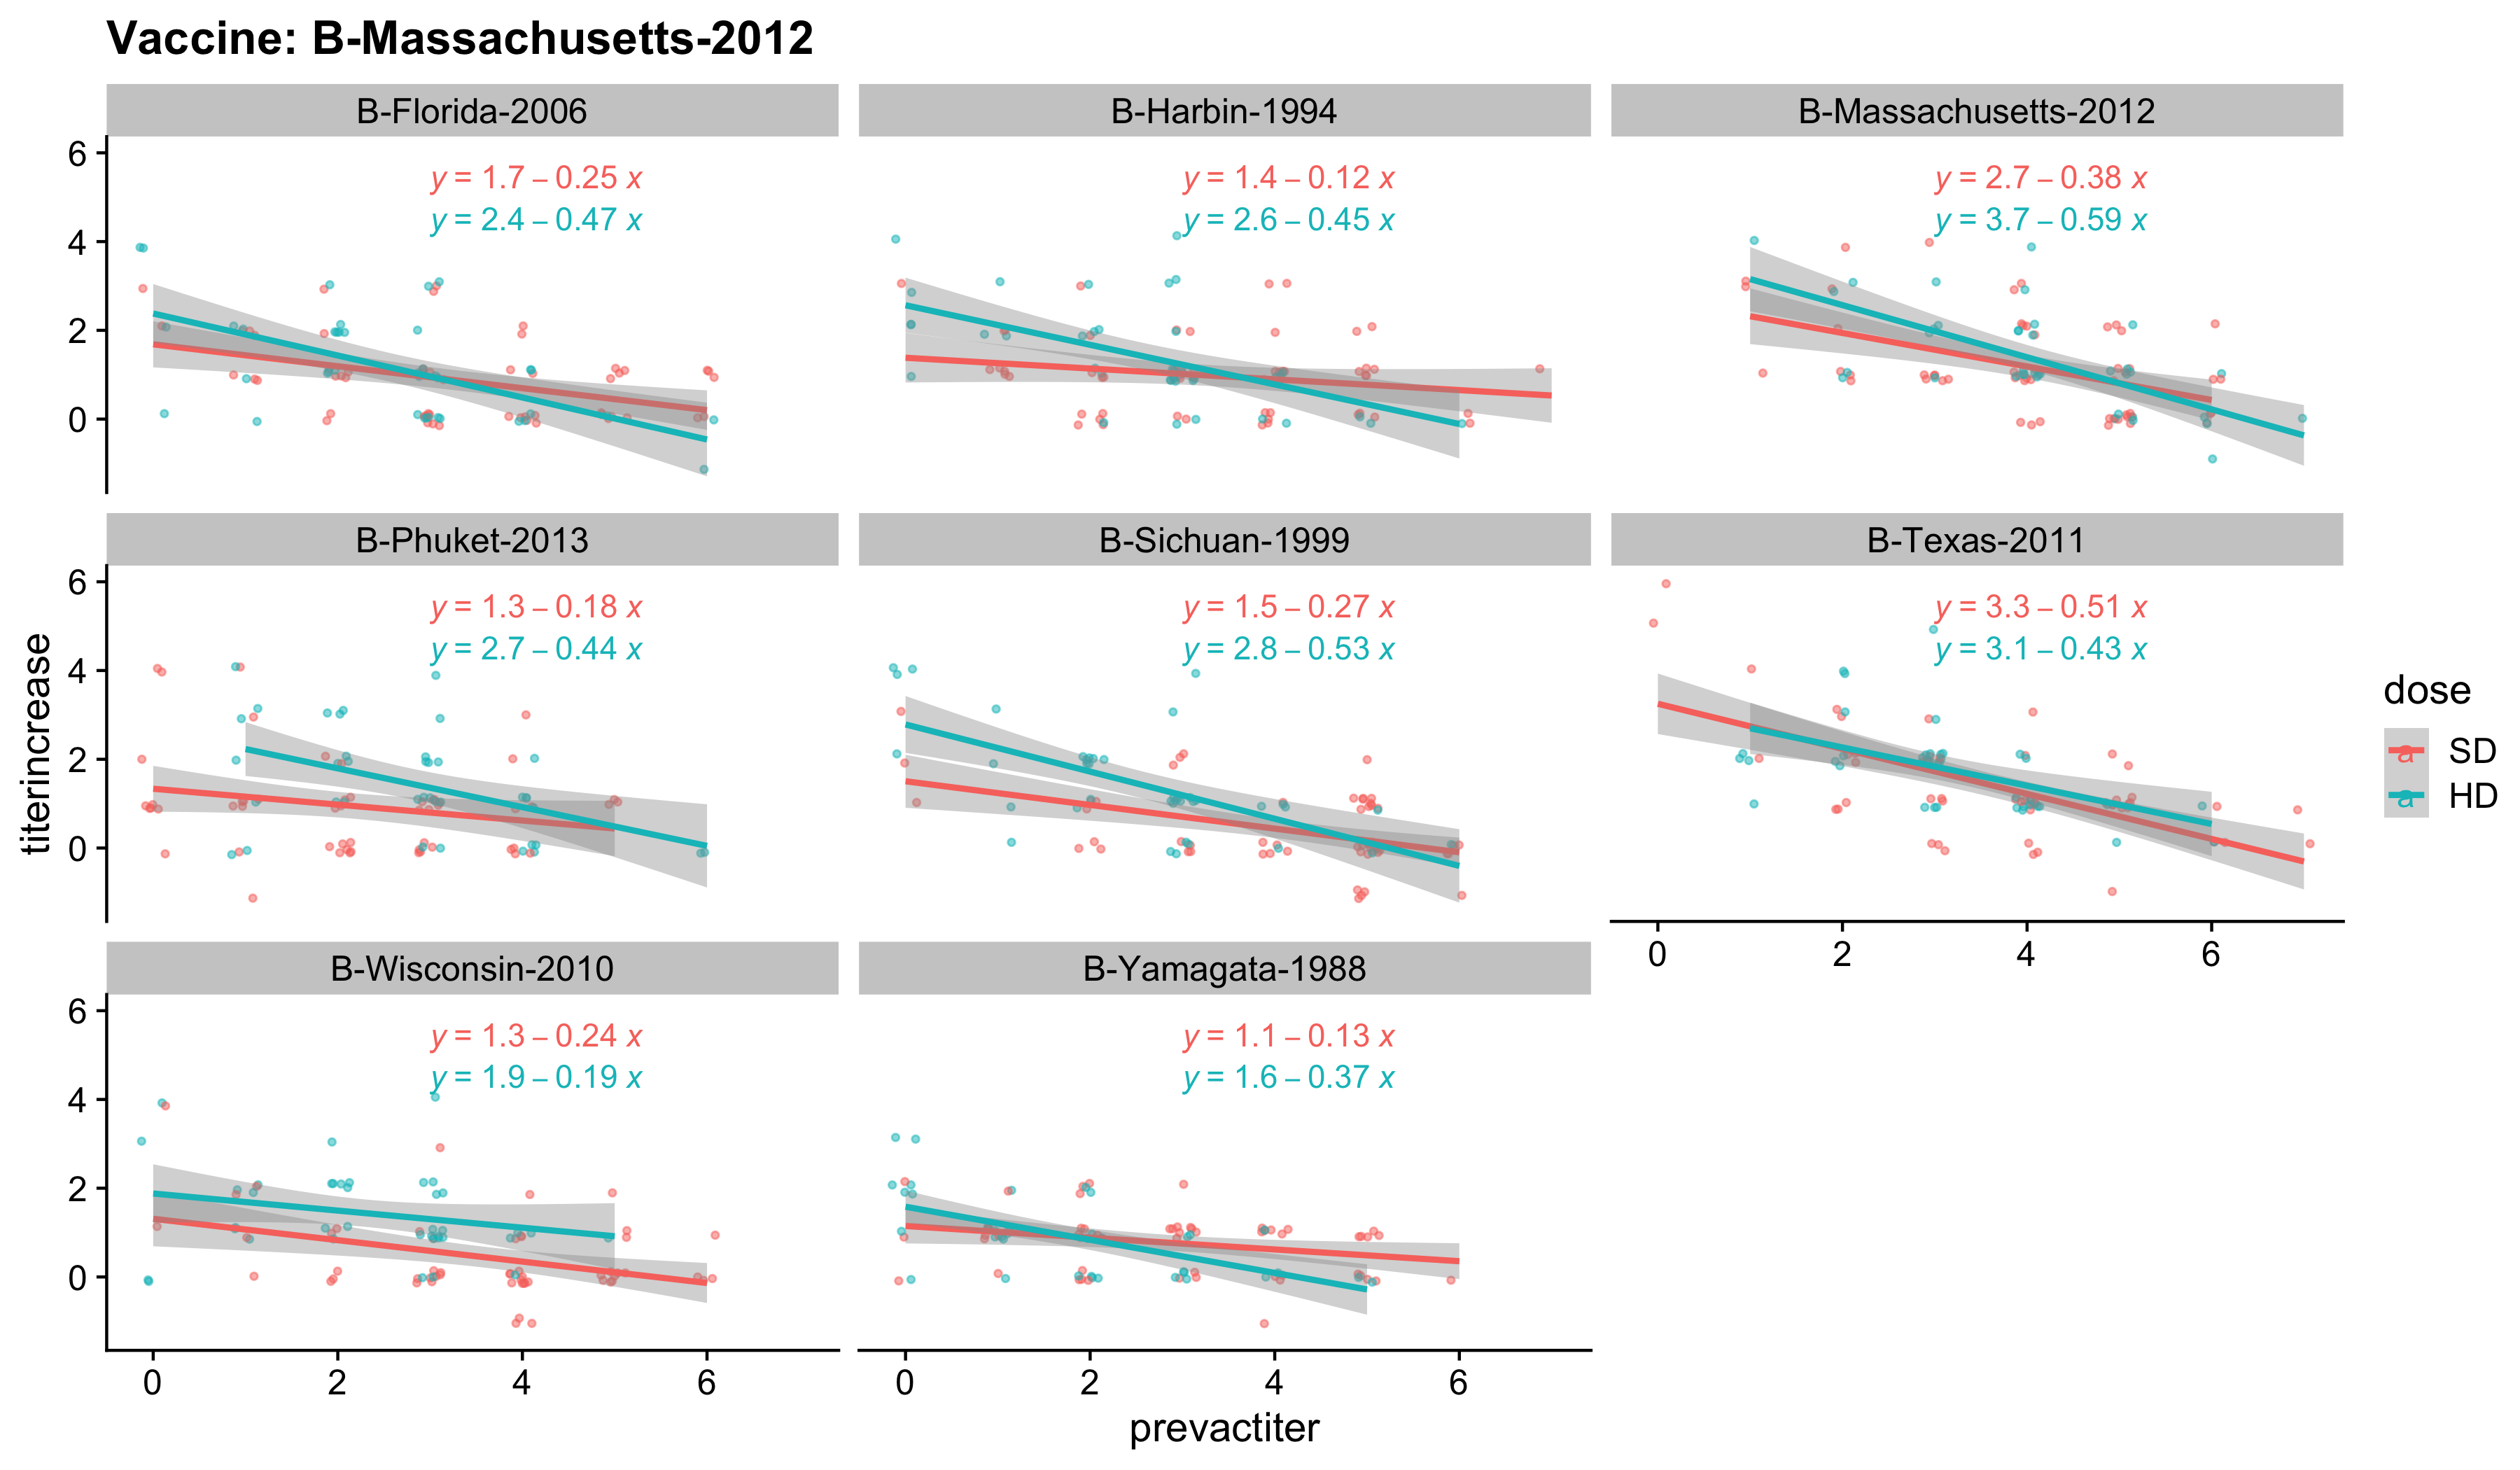 Vaccine: B-Massachusetts-2012
B-Florida-2006
B-Harbin-1994
B-Massachusetts-2012
6
4
2
0
y = 1.7 – 0.25 x
y = 2.4 – 0.47 x
y = 1.4 – 0.12 x
y = 2.6 – 0.45 x
y = 2.7 – 0.38 x
y = 3.7 – 0.59 x
B-Phuket-2013
B-Sichuan-1999
B-Texas-2011
6
4
2
0
y = 1.3 – 0.18 x
y = 2.7 – 0.44 x
y = 1.5 – 0.27 x
y = 2.8 – 0.53 x
y = 3.3 – 0.51 x
y = 3.1 – 0.43 x
0 2 4 6
titerincrease
dose
a SD
a HD
B-Wisconsin-2010
B-Yamagata-1988
6
4
2
0
y = 1.3 – 0.24 x
y = 1.9 – 0.19 x
y = 1.1 – 0.13 x
y = 1.6 – 0.37 x
0 2 4 6
0 2 4 6
prevactiter